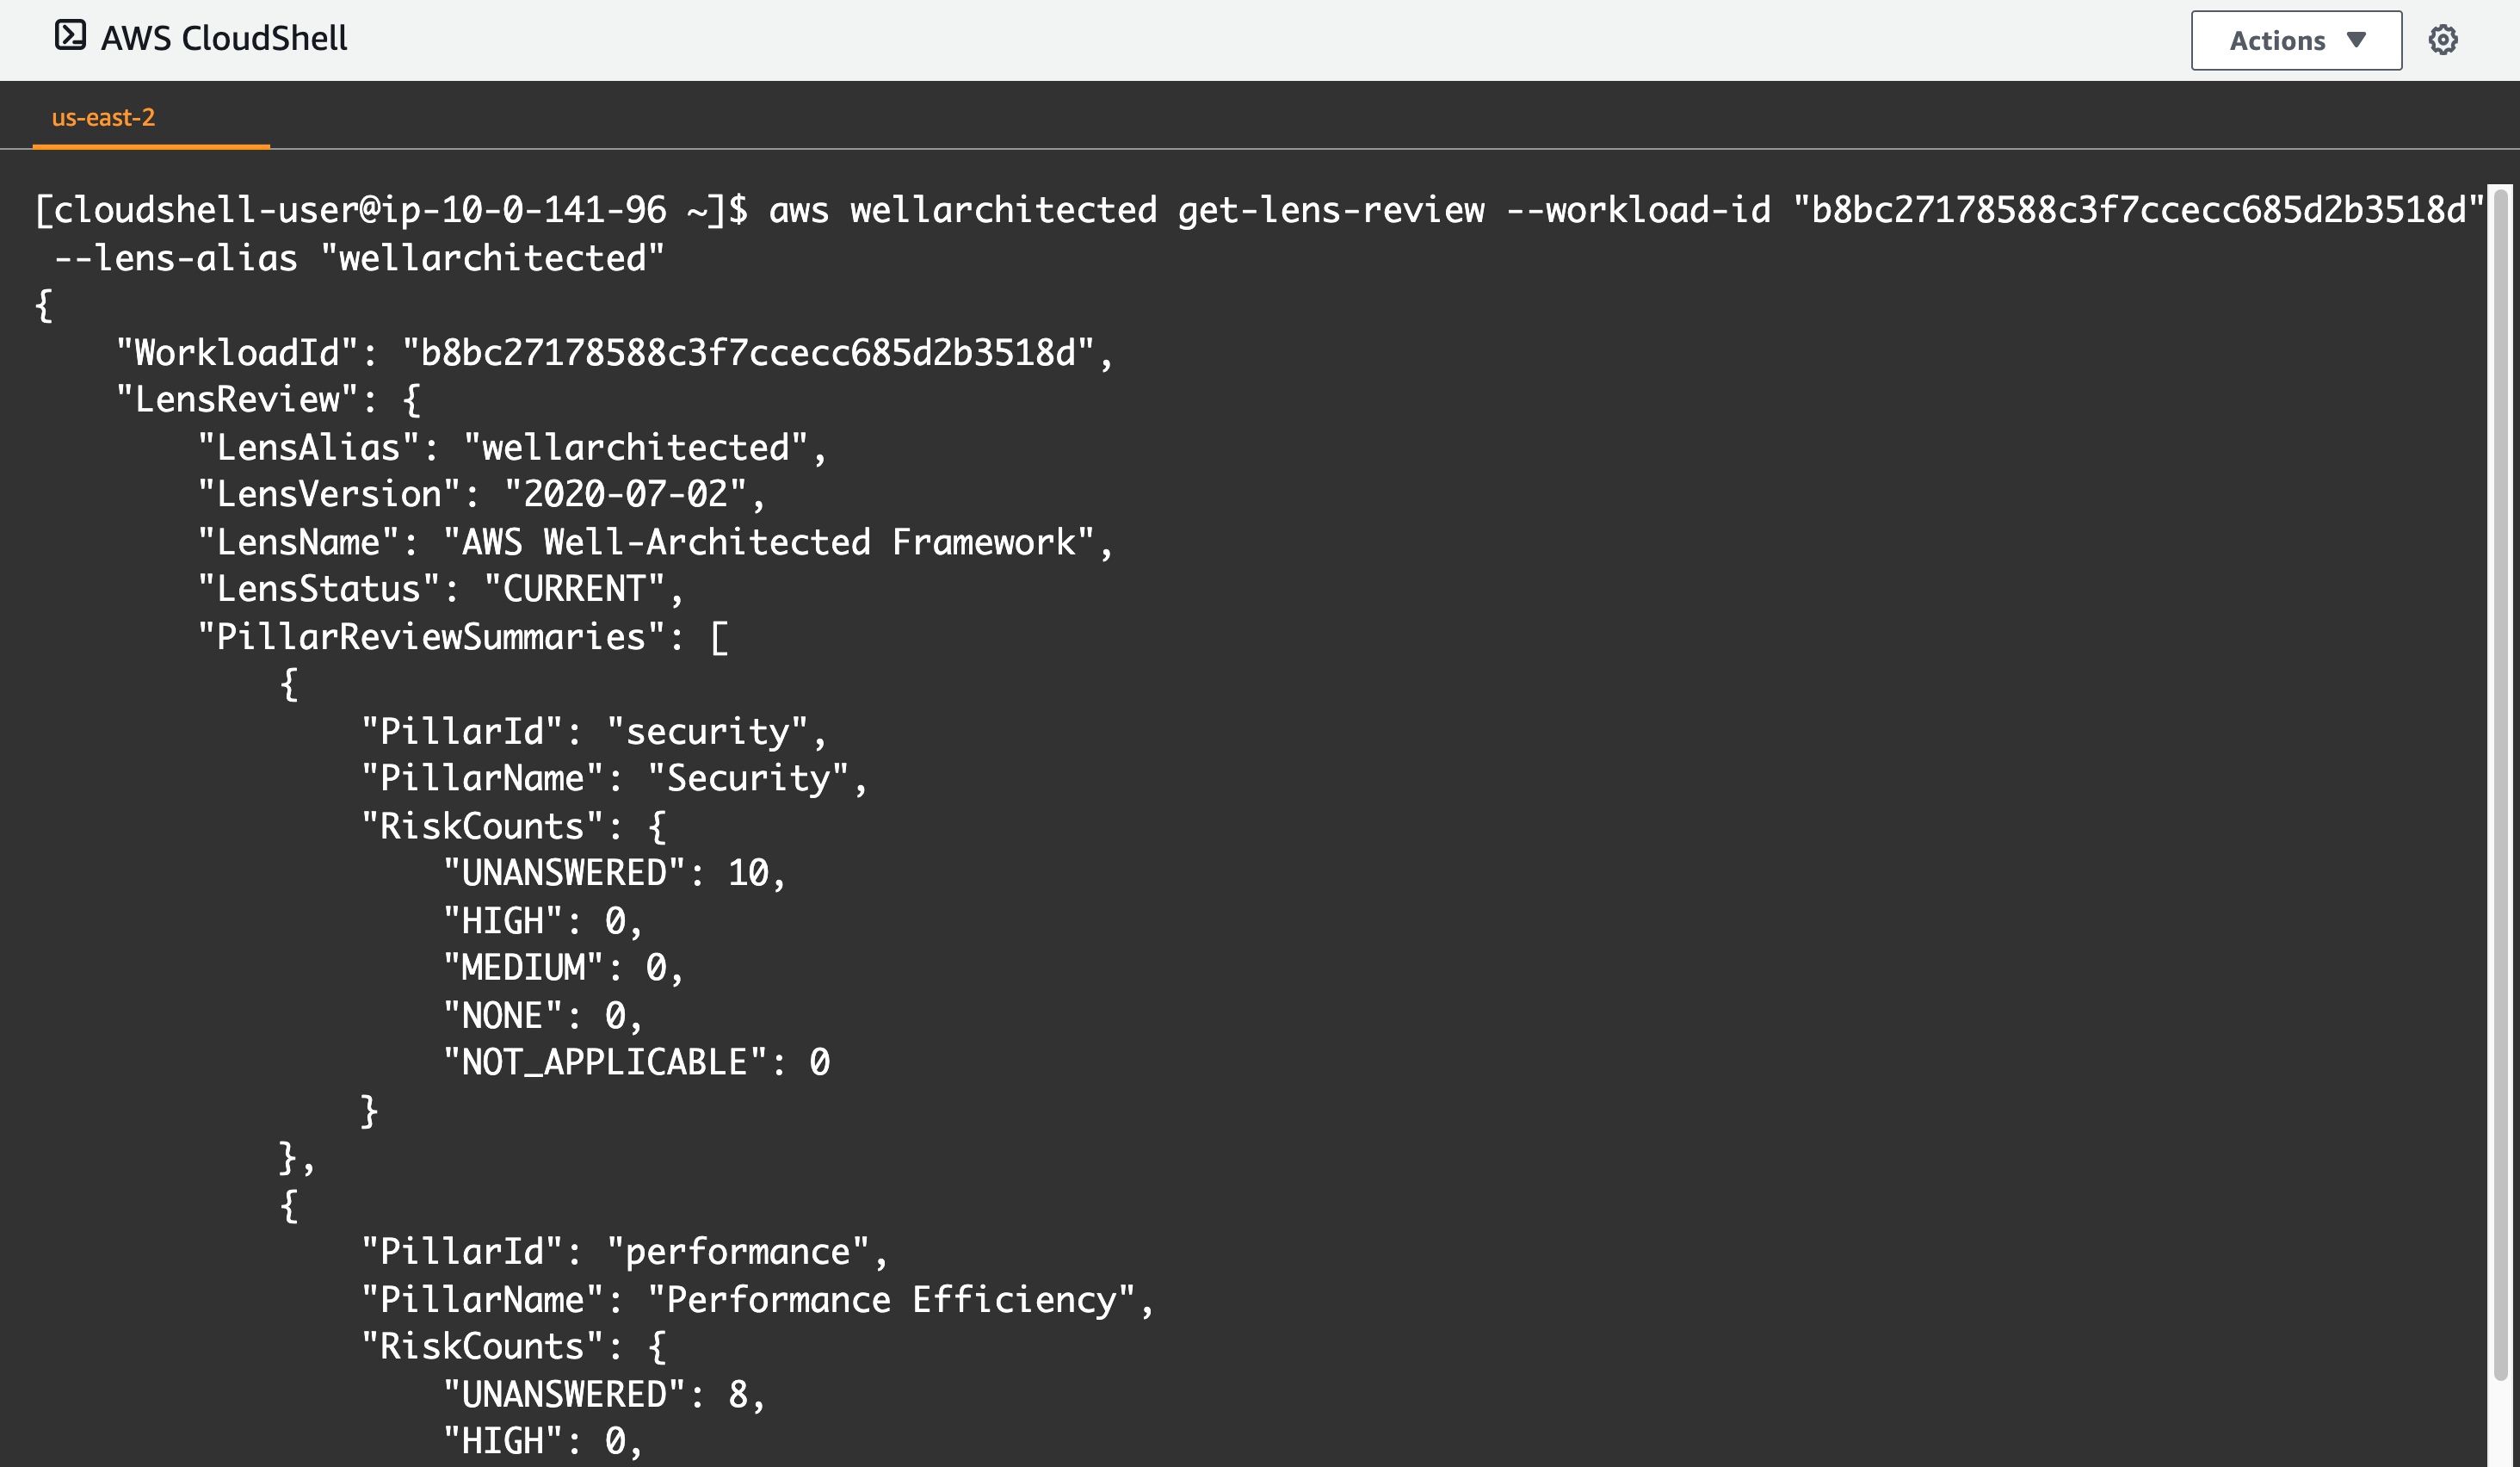 AWS CloudShell
Actions
us-east-2
[cloudshell-user@ip-10-0-141-96 ~]$ aws wellarchitected get-lens-review --workload-id "b8bc27178588c3f7ccecc685d2b3518d"
 --lens-alias "wellarchitected"
{
    "WorkloadId": "b8bc27178588c3f7ccecc685d2b3518d",
    "LensReview": {
        "LensAlias": "wellarchitected",
        "LensVersion": "2020-07-02",
        "LensName": "AWS Well-Architected Framework",
        "LensStatus": "CURRENT",
        "PillarReviewSummaries": [
            {
                "PillarId": "security",
                "PillarName": "Security",
                "RiskCounts": {
                    "UNANSWERED": 10,
                    "HIGH": 0,
                    "MEDIUM": 0,
                    "NONE": 0,
                    "NOT_APPLICABLE": 0
                }
            },
            {
                "PillarId": "performance",
                "PillarName": "Performance Efficiency",
                "RiskCounts": {
                    "UNANSWERED": 8,
                    "HIGH": 0,